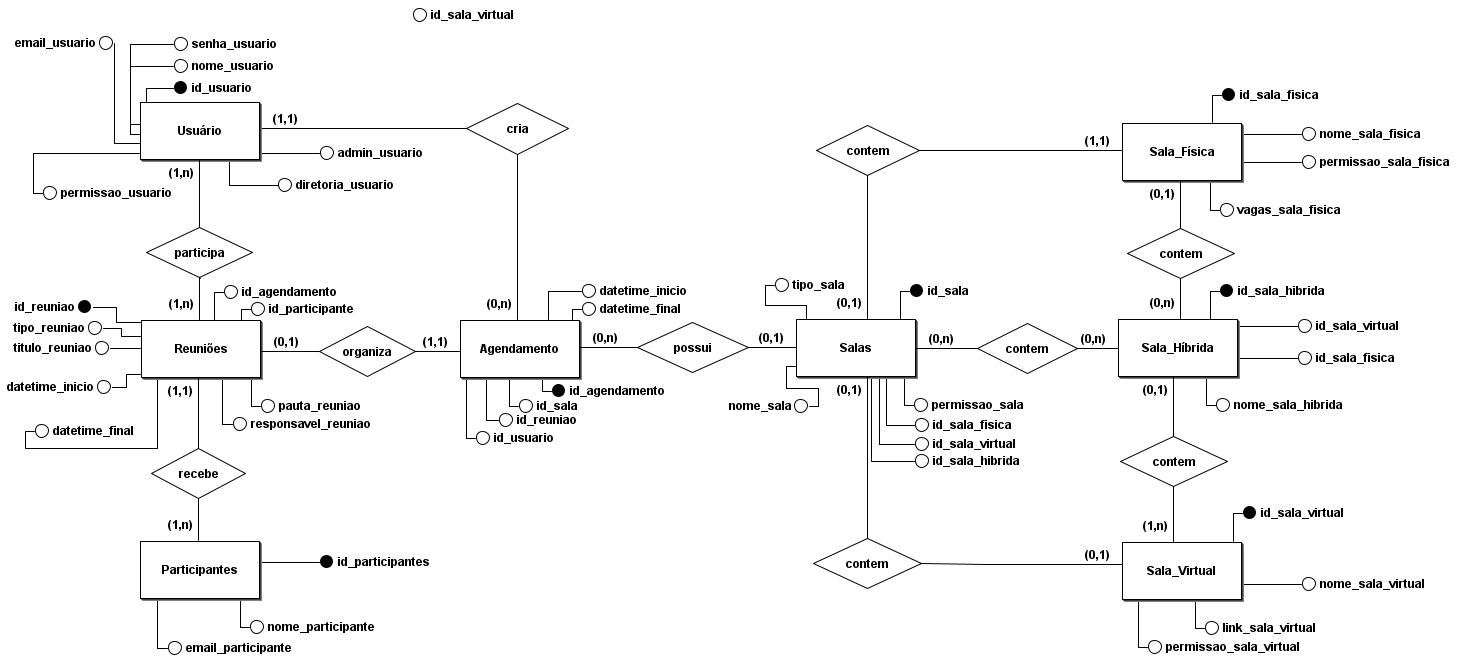 id_sala_virtual
email_usuario
senha_usuario
nome_usuario
id_usuario
Usuário
(1,1)
cria
admin_usuario
diretoria_usuario
(1,n)
permissao_usuario
participa
(1,n)
id_agendamento
id_participante
id_reuniao
tipo_reuniao
titulo_reuniao
datetime_inicio
datetime_final
Reuniões
(0,1)
organiza
(1,1)
(1,1)
pauta_reuniao
responsavel_reuniao
recebe
(1,n)
Participantes
id_participantes
nome_participante
email_participante
(0,n)
datetime_inicio
datetime_final
Agendamento
(0,n)
id_agendamento
id_sala
id_reuniao
id_usuario
possui
(0,1)
tipo_sala
(0,1)
id_sala
Salas
(0,n)
nome_sala
(0,1)
permissao_sala
id_sala_fisica
id_sala_virtual
id_sala_hibrida
contem
(1,1)
id_sala_fisica
nome_sala_fisica
Sala_Física
permissao_sala_fisica
(0,1)
vagas_sala_fisica
contem
(0,n)
id_sala_hibrida
id_sala_virtual
contem
(0,n)
Sala_Híbrida
id_sala_fisica
(0,1)
nome_sala_hibrida
contem
(1,n)
id_sala_virtual
contem
(0,1)
Sala_Virtual
nome_sala_virtual
link_sala_virtual
permissao_sala_virtual